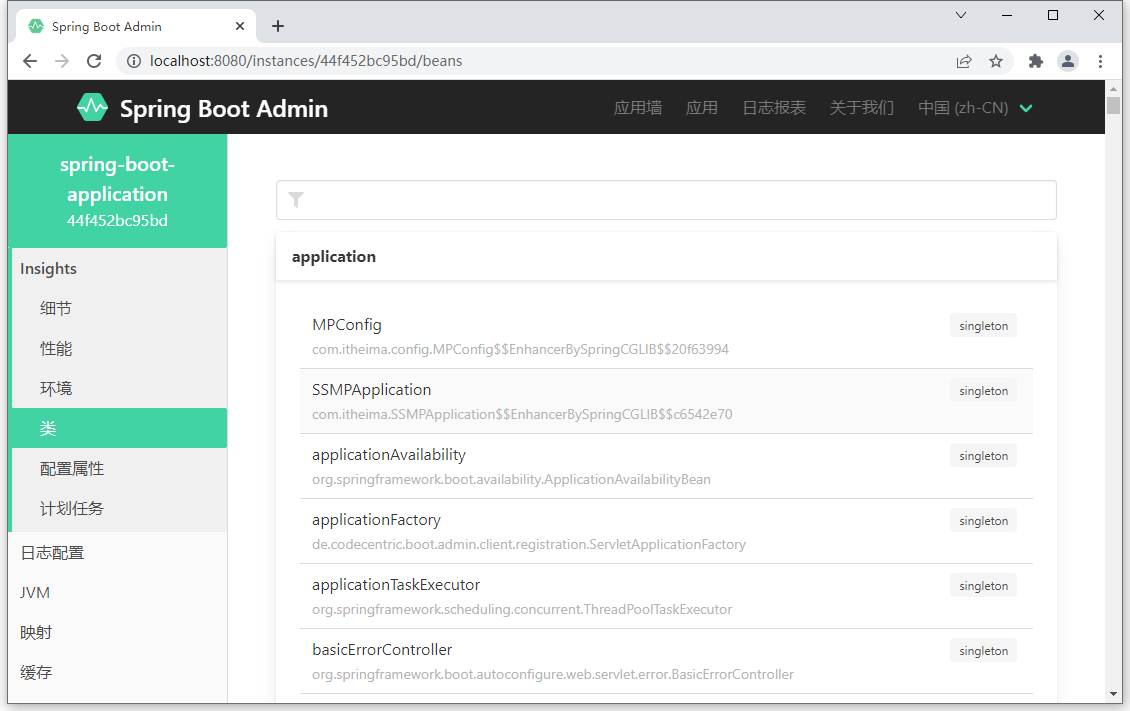 Spring Boot Admin
localhost:8080/instances/44f452bc95bd/beans
Spring Boot Admin 应用墙 应用 日志报表 关于我们 中国 (zh-CN)
spring-boot-
application
44f452bc95bd
Insights
细节
性能
环境
类
配置属性
计划任务
日志配置
JVM
映射
缓存
application
MPConfig singleton
com.itheima.config.MPConfig$$EnhancerBySpringCGLIB$$20f63994
SSMPApplication singleton
com.itheima.SSMPApplication$$EnhancerBySpringCGLIB$$c6542e70
applicationAvailability singleton
org.springframework.boot.availability.ApplicationAvailabilityBean
applicationFactory singleton
de.codecentric.boot.admin.client.registration.ServletApplicationFactory
applicationTaskExecutor singleton
org.springframework.scheduling.concurrent.ThreadPoolTaskExecutor
basicErrorController singleton
org.springframework.boot.autoconfigure.web.servlet.error.BasicErrorController